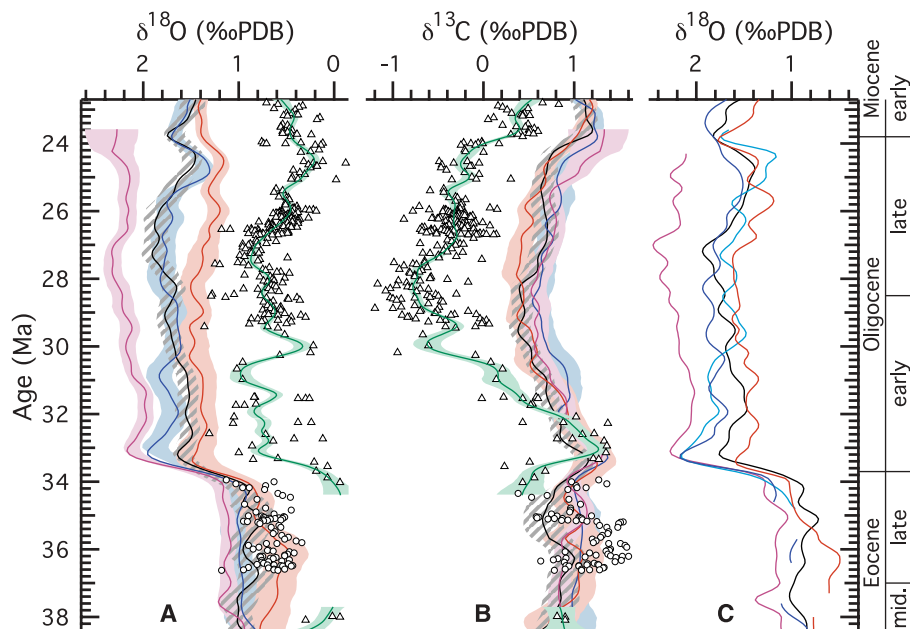 δ18O (‰PDB)
δ13C (‰PDB)
δ18O (‰PDB)
2 1 0
-1 0 1
2 1
Age (Ma)
24
26
28
30
32
34
36
38
A
B
C
Miocene
early
Oligocene
late
early
Eocene
late
mid.